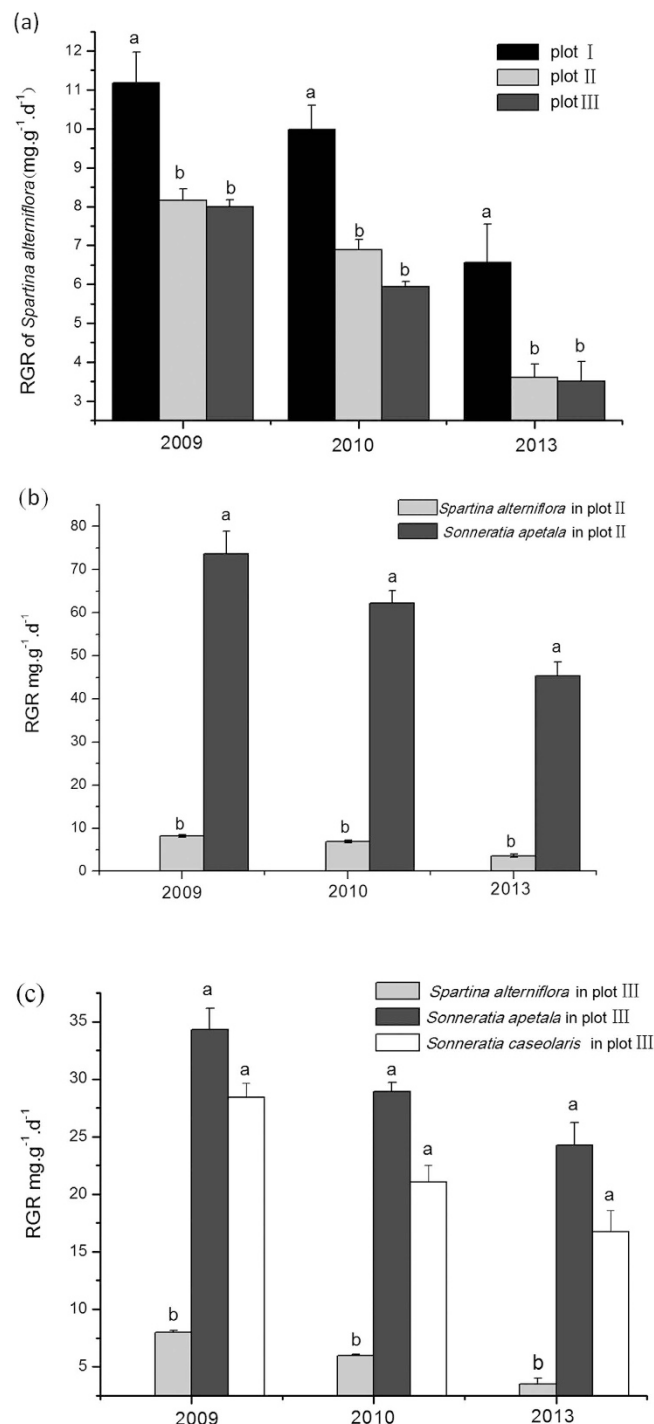 (a)
RGR of Spartina alterniflora(mg.g-1.d-1)
12
11
10
9
8
7
6
5
4
3
a
b
b
a
b
b
a
b
b
plot I
plot II
plot III
2009
2010
2013
(b)
RGR mg.g-1.d-1
80
70
60
50
40
30
20
10
0
b
a
b
a
b
a
Spartina alterniflora in plot II
Sonneratia apetala in plot II
2009
2010
2013
(c)
RGR mg.g-1.d-1
35
30
25
20
15
10
5
b
a
a
b
a
a
b
a
a
Spartina alterniflora in plot III
Sonneratia apetala in plot III
Sonneratia caseolaris in plot III
2009
2010
2013